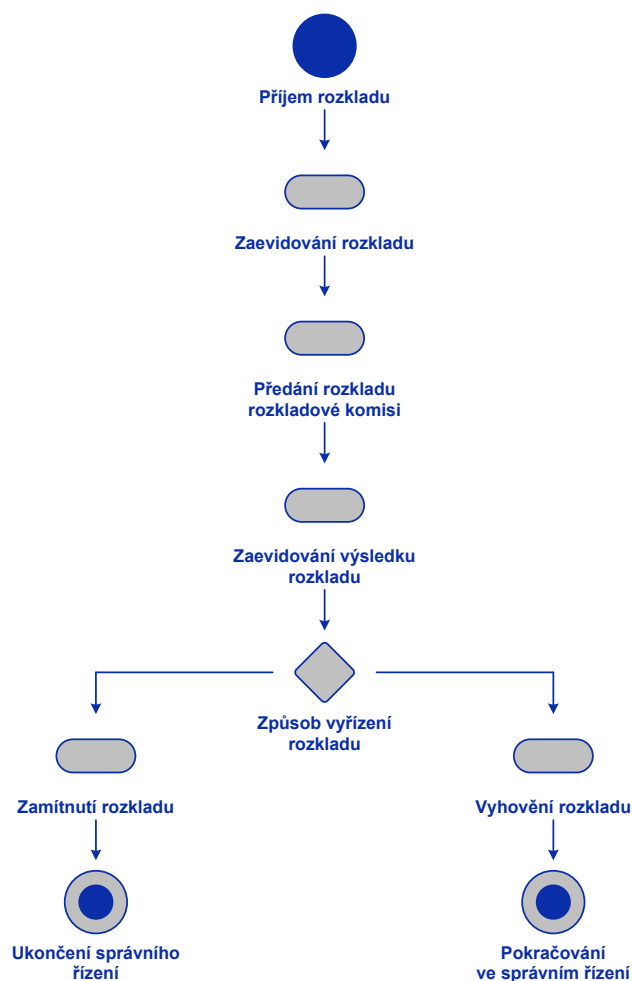 Příjem rozkladu
Zaevidování rozkladu
Předání rozkladu
rozkladové komisi
Zaevidování výsledku
rozkladu
Způsob vyřízení
rozkladu
Zamítnutí rozkladu
Vyhovění rozkladu
Ukončení správního
řízení
Pokračování
ve správním řízení